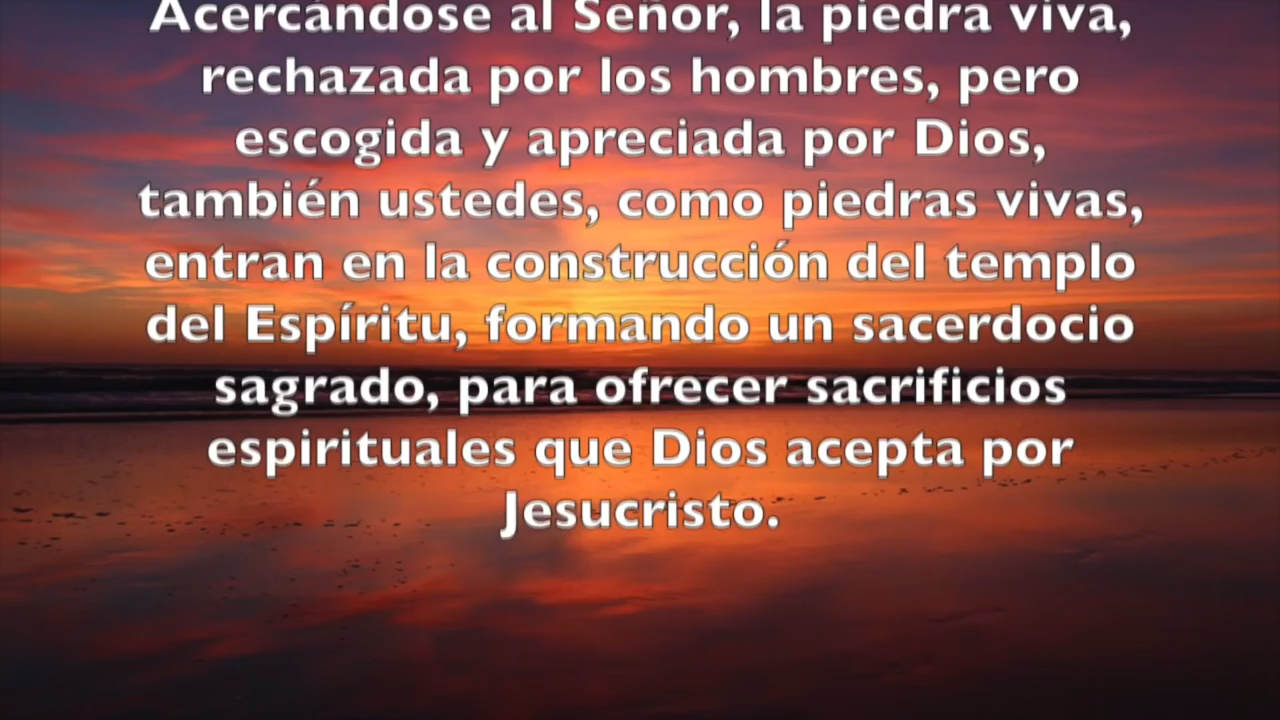 Acercándose al Señor, la piedra viva,
rechazada por los hombres, pero
escogida y apreciada por Dios,
también ustedes, como piedras vivas,
entran en la construcción del templo
del Espíritu, formando un sacerdocio
sagrado, para ofrecer sacrificios
espirituales que Dios acepta por
Jesucristo.